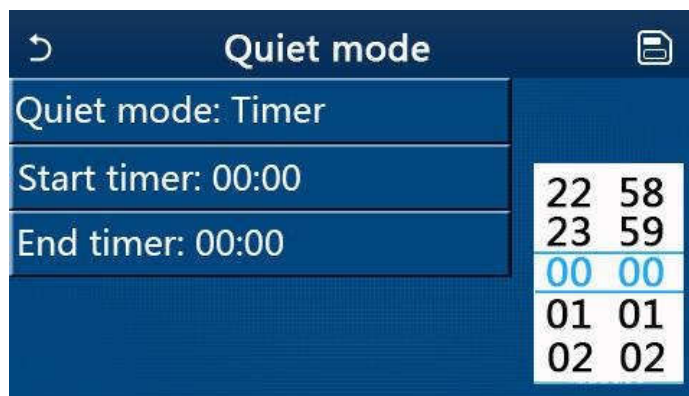 Quiet mode
Quiet mode: Timer
Start timer: 00:00
End timer: 00:00
22 58
23 59
00 00
01 01
02 02